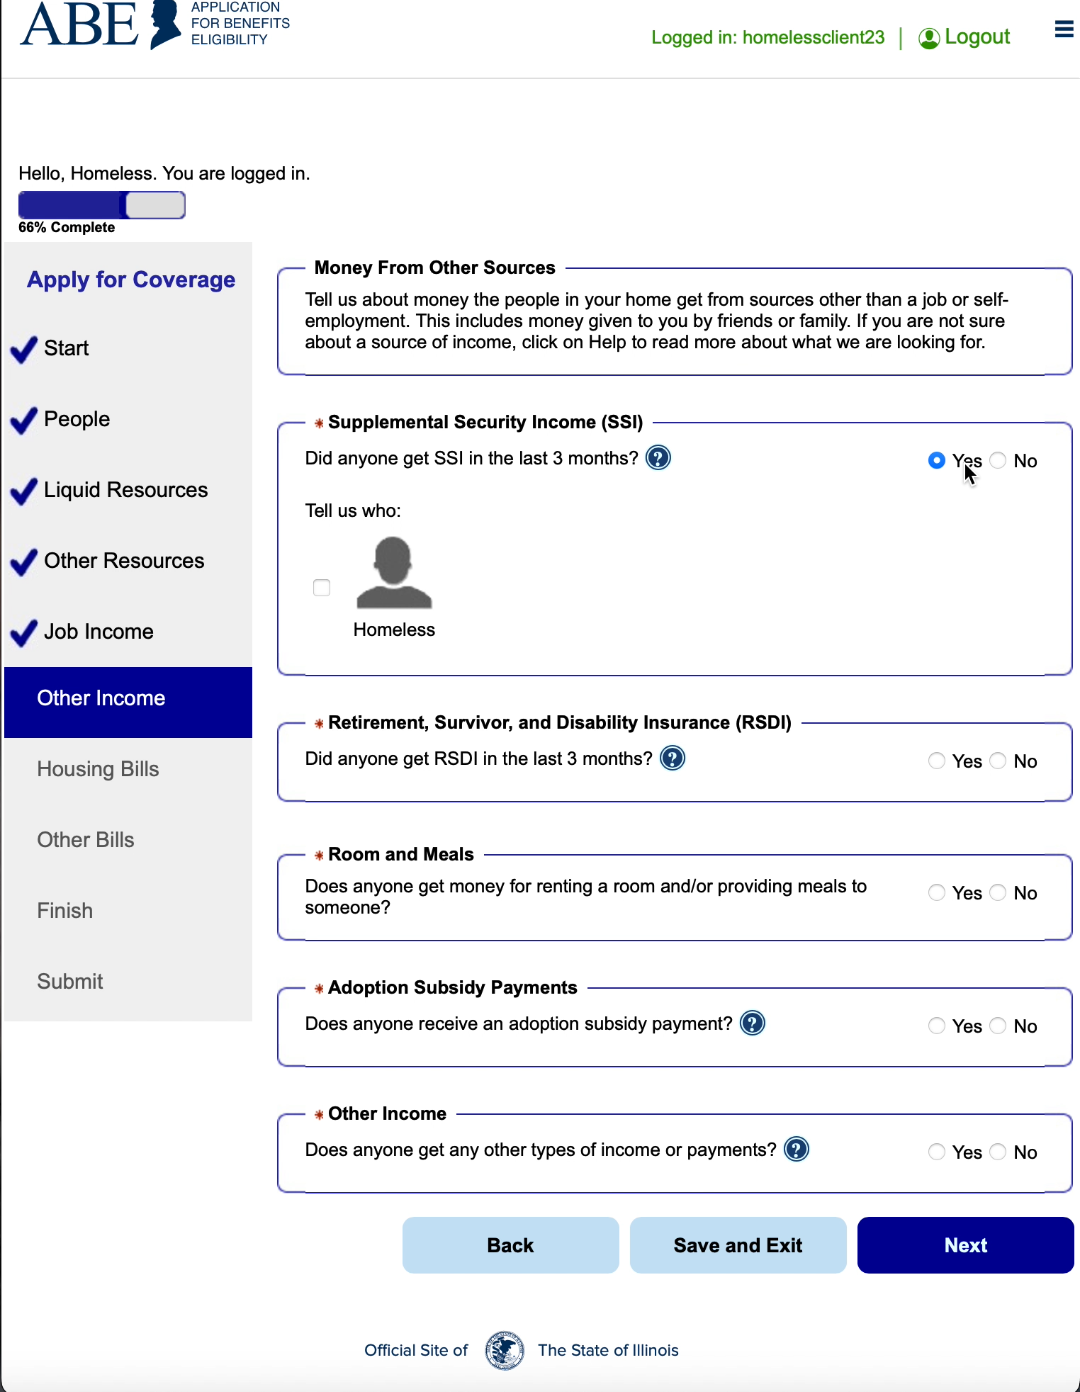 ABE
APPLICATION
FOR BENEFITS
ELIGIBILITY
Logged in: homelessclient23 | Logout
Hello, Homeless. You are logged in.
66% Complete
Apply for Coverage
Start
People
Liquid Resources
Other Resources
Job Income
Other Income
Housing Bills
Other Bills
Finish
Submit
Money From Other Sources
Tell us about money the people in your home get from sources other than a job or self-
employment. This includes money given to you by friends or family. If you are not sure
about a source of income, click on Help to read more about what we are looking for.
* Supplemental Security Income (SSI)
Did anyone get SSI in the last 3 months? ?
Yes No
Tell us who:
Homeless
* Retirement, Survivor, and Disability Insurance (RSDI)
Did anyone get RSDI in the last 3 months? ?
Yes No
* Room and Meals
Does anyone get money for renting a room and/or providing meals to
someone?
Yes No
* Adoption Subsidy Payments
Does anyone receive an adoption subsidy payment? ?
Yes No
* Other Income
Does anyone get any other types of income or payments? ?
Yes No
Back
Save and Exit
Next
Official Site of The State of Illinois